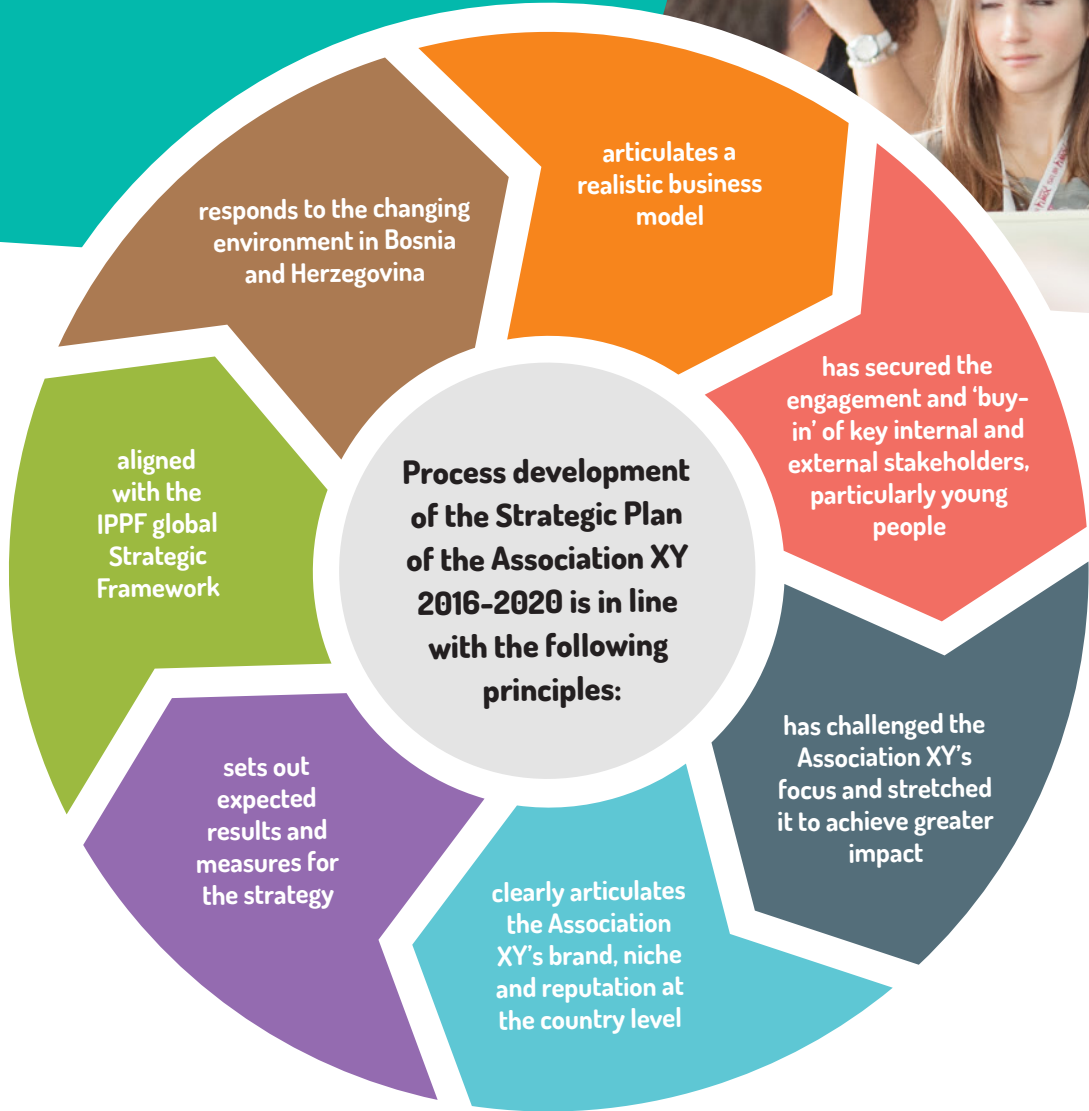 Process development
of the Strategic Plan
of the Association XY
2016-2020 is in line
with the following
principles:
articulates a
realistic business
model
has secured the
engagement and ‘buy-
in’ of key internal and
external stakeholders,
particularly young
people
has challenged the
Association XY’s
focus and stretched
it to achieve greater
impact
clearly articulates
the Association
XY’s brand, niche
and reputation at
the country level
sets out
expected
results and
measures for
the strategy
aligned
with the
IPPF global
Strategic
Framework
responds to the changing
environment in Bosnia
and Herzegovina